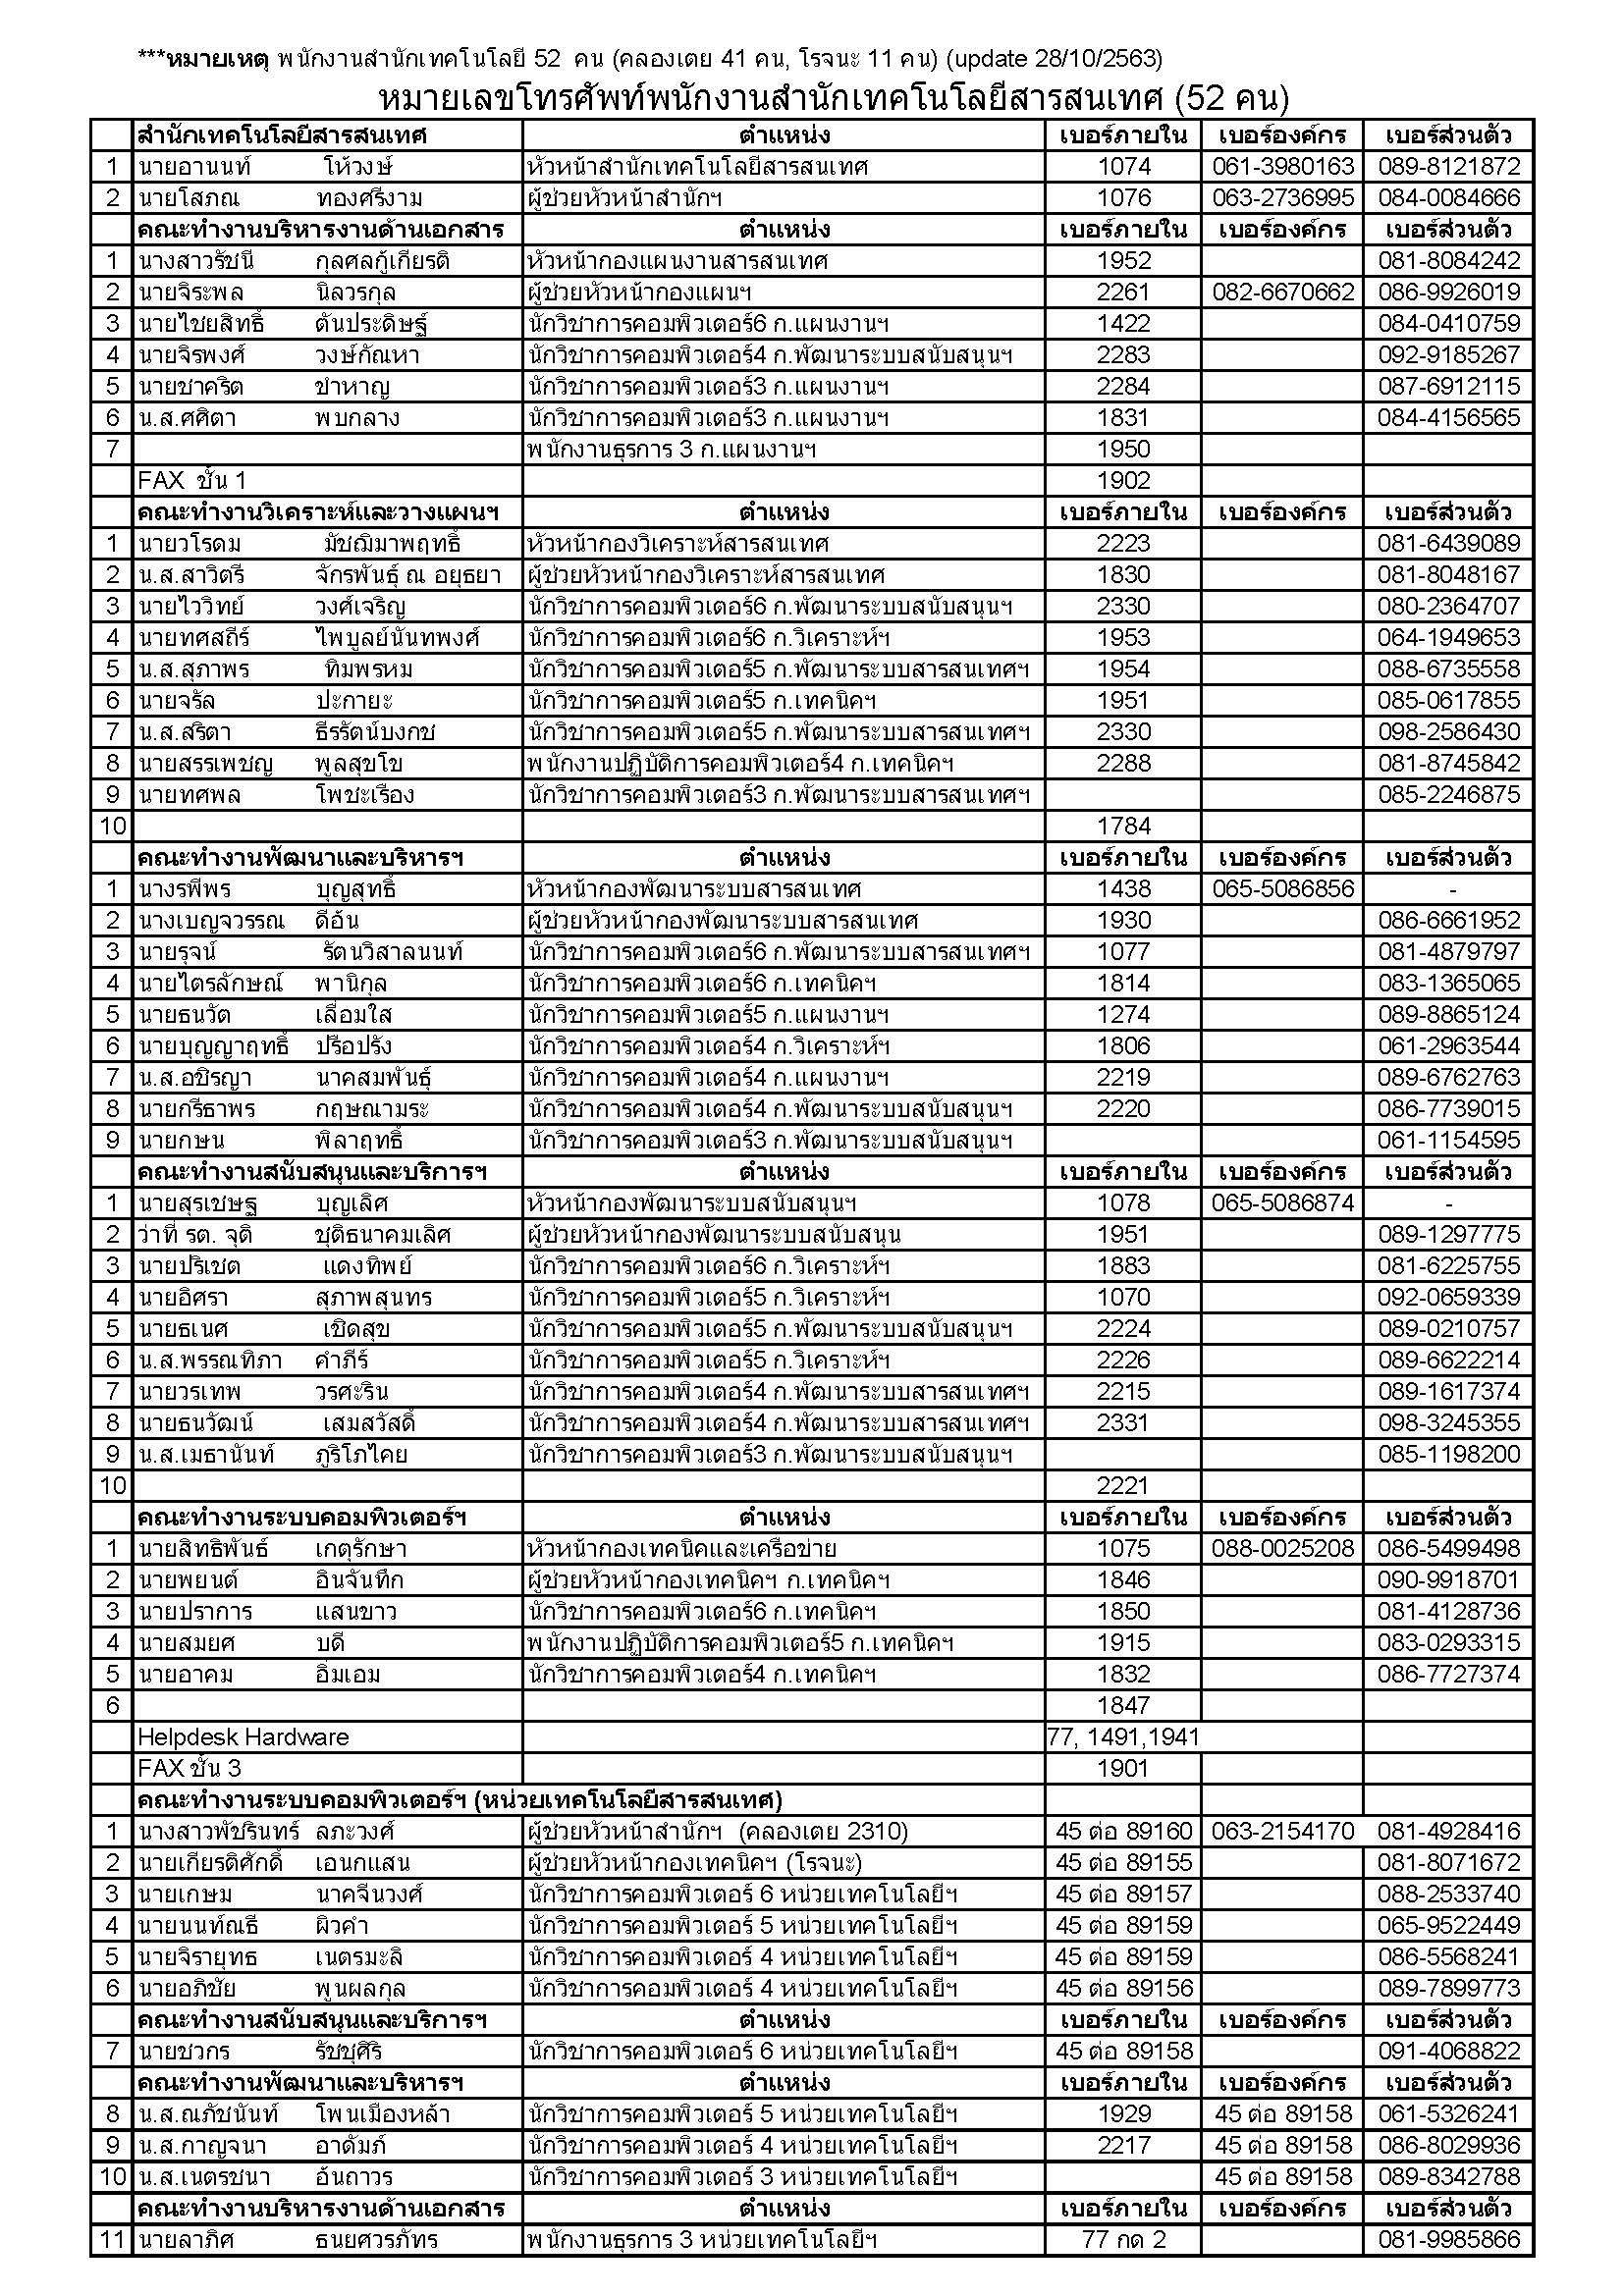 ***หมายเหตุ พนักงานสำนักเทคโนโลยี 52 คน (คลองเตย 41 คน, โรจนะ 11 คน) (update 28/10/2563)
หมายเลขโทรศัพท์พนักงานสำนักเทคโนโลยีสารสนเทศ (52 คน)
สำนักเทคโนโลยีสารสนเทศ ตำแหน่ง เบอร์ภายใน เบอร์องค์กร เบอร์ส่วนตัว
1 นายอานนท์ โห้วงษ์ หัวหน้าสำนักเทคโนโลยีสารสนเทศ 1074 061-3980163 089-8121872
2 นายโสภณ ทองศรีงาม ผู้ช่วยหัวหน้าสำนักฯ 1076 063-2736995 084-0084666
คณะทำงานบริหารงานด้านเอกสาร ตำแหน่ง เบอร์ภายใน เบอร์องค์กร เบอร์ส่วนตัว
1 นางสาวรัชนี กุลศลกู้เกียรติ หัวหน้ากองแผนงานสารสนเทศ 1952 081-8084242
2 นายจิระพล นิลวรกุล ผู้ช่วยหัวหน้ากองแผนฯ 2261 082-6670662 086-9926019
3 นายไชยสิทธิ์ ตันประดิษฐ์ นักวิชาการคอมพิวเตอร์6 ก.แผนงานฯ 1422 084-0410759
4 นายจิรพงศ์ วงษ์กัณหา นักวิชาการคอมพิวเตอร์4 ก.พัฒนาระบบสนับสนุนฯ 2283 092-9185267
5 นายชาคริต ขำหาญ นักวิชาการคอมพิวเตอร์3 ก.แผนงานฯ 2284 087-6912115
6 น.ส.ศศิตา พบกลาง นักวิชาการคอมพิวเตอร์3 ก.แผนงานฯ 1831 084-4156565
7 พนักงานธุรการ 3 ก.แผนงานฯ 1950
FAX ชั้น 1 1902
คณะทำงานวิเคราะห์และวางแผนฯ ตำแหน่ง เบอร์ภายใน เบอร์องค์กร เบอร์ส่วนตัว
1 นายวโรดม มัชฌิมาพฤทธิ์ หัวหน้ากองวิเคราะห์สารสนเทศ 2223 081-6439089
2 น.ส.สาวิตรี จักรพันธุ์ ณ อยุธยา ผู้ช่วยหัวหน้ากองวิเคราะห์สารสนเทศ 1830 081-8048167
3 นายไววิทย์ วงศ์เจริญ นักวิชาการคอมพิวเตอร์6 ก.พัฒนาระบบสนับสนุนฯ 2330 080-2364707
4 นายทศสถีร์ ไพบูลย์นันทพงศ์ นักวิชาการคอมพิวเตอร์6 ก.วิเคราะห์ฯ 1953 064-1949653
5 น.ส.สุภาพร ทิมพรหม นักวิชาการคอมพิวเตอร์5 ก.พัฒนาระบบสารสนเทศฯ 1954 088-6735558
6 นายจรัล ปะกายะ นักวิชาการคอมพิวเตอร์5 ก.เทคนิคฯ 1951 085-0617855
7 น.ส.สริตา ธีรรัตน์บงกช นักวิชาการคอมพิวเตอร์5 ก.พัฒนาระบบสารสนเทศฯ 2330 098-2586430
8 นายสรรเพชญ พูลสุขโข พนักงานปฏิบัติการคอมพิวเตอร์4 ก.เทคนิคฯ 2288 081-8745842
9 นายทศพล โพชะเรือง นักวิชาการคอมพิวเตอร์3 ก.พัฒนาระบบสารสนเทศฯ 085-2246875
10 1784
คณะทำงานพัฒนาและบริหารฯ ตำแหน่ง เบอร์ภายใน เบอร์องค์กร เบอร์ส่วนตัว
1 นางรพีพร บุญสุทธิ์ หัวหน้ากองพัฒนาระบบสารสนเทศ 1438 065-5086856 -
2 นางเบญจวรรณ ดีอ้น ผู้ช่วยหัวหน้ากองพัฒนาระบบสารสนเทศ 1930 086-6661952
3 นายรุจน์ รัตนวิสาลนนท์ นักวิชาการคอมพิวเตอร์6 ก.พัฒนาระบบสารสนเทศฯ 1077 081-4879797
4 นายไตรลักษณ์ พานิกุล นักวิชาการคอมพิวเตอร์6 ก.เทคนิคฯ 1814 083-1365065
5 นายธนวัต เลื่อมใส นักวิชาการคอมพิวเตอร์5 ก.แผนงานฯ 1274 089-8865124
6 นายบุญญาฤทธิ์ ปรือปรัง นักวิชาการคอมพิวเตอร์4 ก.วิเคราะห์ฯ 1806 061-2963544
7 น.ส.อชิรญา นาคสมพันธุ์ นักวิชาการคอมพิวเตอร์4 ก.แผนงานฯ 2219 089-6762763
8 นายกรีธาพร กฤษณามระ นักวิชาการคอมพิวเตอร์4 ก.พัฒนาระบบสนับสนุนฯ 2220 086-7739015
9 นายกษน พิลาฤทธิ์ นักวิชาการคอมพิวเตอร์3 ก.พัฒนาระบบสนับสนุนฯ 061-1154595
คณะทำงานสนับสนุนและบริการฯ ตำแหน่ง เบอร์ภายใน เบอร์องค์กร เบอร์ส่วนตัว
1 นายสุรเชษฐ บุญเลิศ หัวหน้ากองพัฒนาระบบสนับสนุนฯ 1078 065-5086874 -
2 ว่าที่ รต. จุติ ชุติธนาคมเลิศ ผู้ช่วยหัวหน้ากองพัฒนาระบบสนับสนุน 1951 089-1297775
3 นายปริเชต แดงทิพย์ นักวิชาการคอมพิวเตอร์6 ก.วิเคราะห์ฯ 1883 081-6225755
4 นายอิศรา สุภาพสุนทร นักวิชาการคอมพิวเตอร์5 ก.วิเคราะห์ฯ 1070 092-0659339
5 นายธเนศ เชิดสุข นักวิชาการคอมพิวเตอร์5 ก.พัฒนาระบบสนับสนุนฯ 2224 089-0210757
6 น.ส.พรรณทิภา คำภีร์ นักวิชาการคอมพิวเตอร์5 ก.วิเคราะห์ฯ 2226 089-6622214
7 นายวรเทพ วรศะริน นักวิชาการคอมพิวเตอร์4 ก.พัฒนาระบบสารสนเทศฯ 2215 089-1617374
8 นายธนวัฒน์ เสมสวัสดิ์ นักวิชาการคอมพิวเตอร์4 ก.พัฒนาระบบสารสนเทศฯ 2331 098-3245355
9 น.ส.เมธานันท์ ภูริโภไคย นักวิชาการคอมพิวเตอร์3 ก.พัฒนาระบบสนับสนุนฯ 085-1198200
10 2221
คณะทำงานระบบคอมพิวเตอร์ฯ ตำแหน่ง เบอร์ภายใน เบอร์องค์กร เบอร์ส่วนตัว
1 นายสิทธิพันธ์ เกตุรักษา หัวหน้ากองเทคนิคและเครือข่าย 1075 088-0025208 086-5499498
2 นายพยนต์ อินจันทึก ผู้ช่วยหัวหน้ากองเทคนิคฯ ก.เทคนิคฯ 1846 090-9918701
3 นายปราการ แสนขาว นักวิชาการคอมพิวเตอร์6 ก.เทคนิคฯ 1850 081-4128736
4 นายสมยศ บดี พนักงานปฏิบัติการคอมพิวเตอร์5 ก.เทคนิคฯ 1915 083-0293315
5 นายอาคม อิ่มเอม นักวิชาการคอมพิวเตอร์4 ก.เทคนิคฯ 1832 086-7727374
6 1847
Helpdesk Hardware 77, 1491,1941
FAX ชั้น 3 1901
คณะทำงานระบบคอมพิวเตอร์ฯ (หน่วยเทคโนโลยีสารสนเทศ)
1 นางสาวพัชรินทร์ ลภะวงศ์ ผู้ช่วยหัวหน้าสำนักฯ (คลองเตย 2310) 45 ต่อ 89160 063-2154170 081-4928416
2 นายเกียรติศักดิ์ เอนกแสน ผู้ช่วยหัวหน้ากองเทคนิคฯ (โรจนะ) 45 ต่อ 89155 081-8071672
3 นายเกษม นาคจีนวงศ์ นักวิชาการคอมพิวเตอร์ 6 หน่วยเทคโนโลยีฯ 45 ต่อ 89157 088-2533740
4 นายนนท์ณธี ผิวคำ นักวิชาการคอมพิวเตอร์ 5 หน่วยเทคโนโลยีฯ 45 ต่อ 89159 065-9522449
5 นายจิรายุทธ เนตรมะลิ นักวิชาการคอมพิวเตอร์ 4 หน่วยเทคโนโลยีฯ 45 ต่อ 89159 086-5568241
6 นายอภิชัย พูนผลกุล นักวิชาการคอมพิวเตอร์ 4 หน่วยเทคโนโลยีฯ 45 ต่อ 89156 089-7899773
คณะทำงานสนับสนุนและบริการฯ ตำแหน่ง เบอร์ภายใน เบอร์องค์กร เบอร์ส่วนตัว
7 นายชวกร รัชชุศิริ นักวิชาการคอมพิวเตอร์ 6 หน่วยเทคโนโลยีฯ 45 ต่อ 89158 091-4068822
คณะทำงานพัฒนาและบริหารฯ ตำแหน่ง เบอร์ภายใน เบอร์องค์กร เบอร์ส่วนตัว
8 น.ส.ณภัชนันท์ โพนเมืองหล้า นักวิชาการคอมพิวเตอร์ 5 หน่วยเทคโนโลยีฯ 1929 45 ต่อ 89158 061-5326241
9 น.ส.กาญจนา อาดัมภ์ นักวิชาการคอมพิวเตอร์ 4 หน่วยเทคโนโลยีฯ 2217 45 ต่อ 89158 086-8029936
10 น.ส.เนตรชนา อ้นถาวร นักวิชาการคอมพิวเตอร์ 3 หน่วยเทคโนโลยีฯ 45 ต่อ 89158 089-8342788
คณะทำงานบริหารงานด้านเอกสาร ตำแหน่ง เบอร์ภายใน เบอร์องค์กร เบอร์ส่วนตัว
11 นายลาภิศ ธนยศวรภัทร พนักงานธุรการ 3 หน่วยเทคโนโลยีฯ 77 กด 2 081-9985866